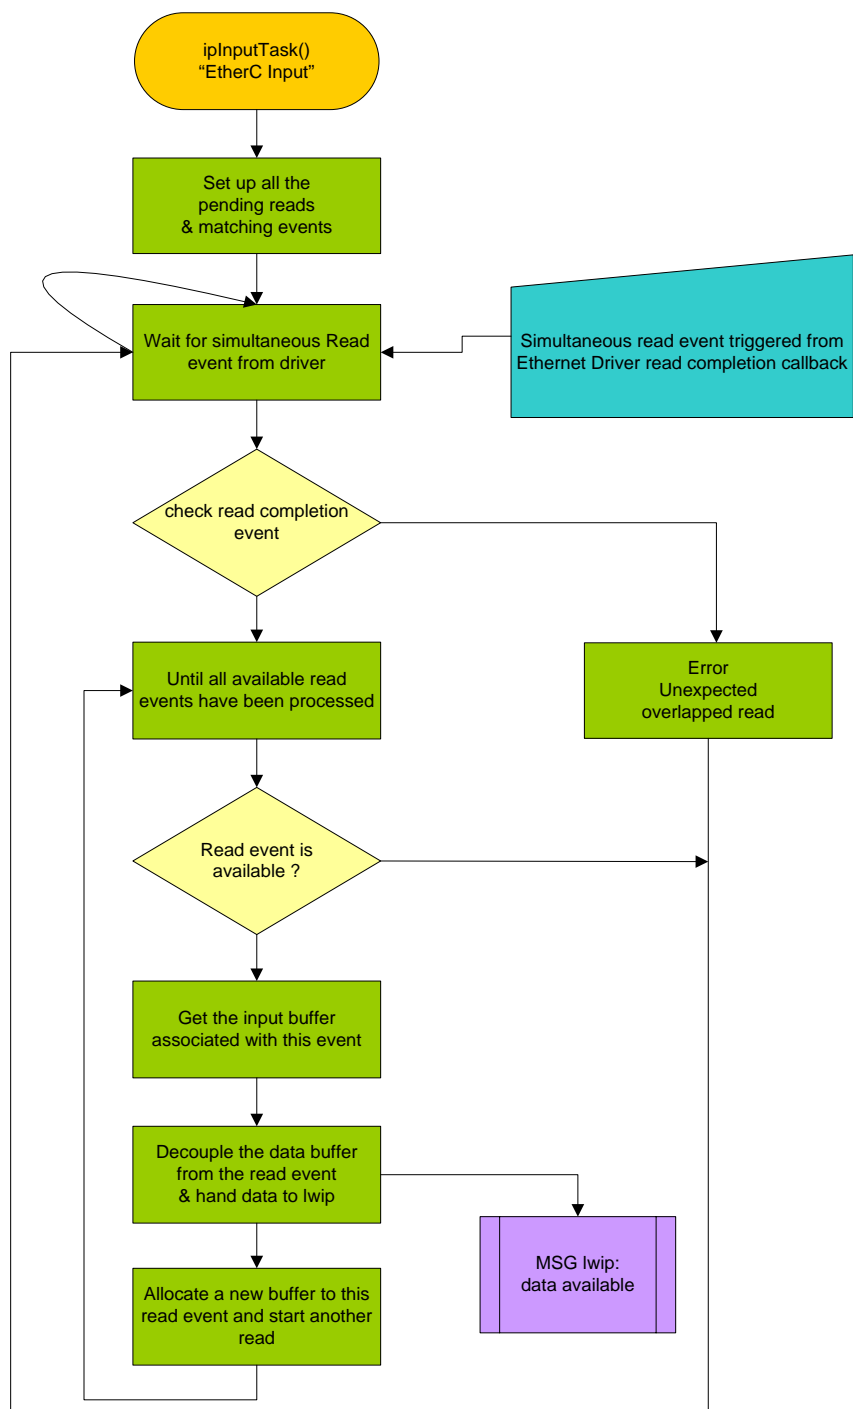 ipInputTask()
“EtherC Input”
Set up all the
pending reads
& matching events
Wait for simultaneous Read
event from driver
Simultaneous read event triggered from
Ethernet Driver read completion callback
check read completion
event
Until all available read
events have been processed
Error
Unexpected
overlapped read
Read event is
available ?
Get the input buffer
associated with this event
Decouple the data buffer
from the read event
& hand data to lwip
MSG lwip:
data available
Allocate a new buffer to this
read event and start another
read